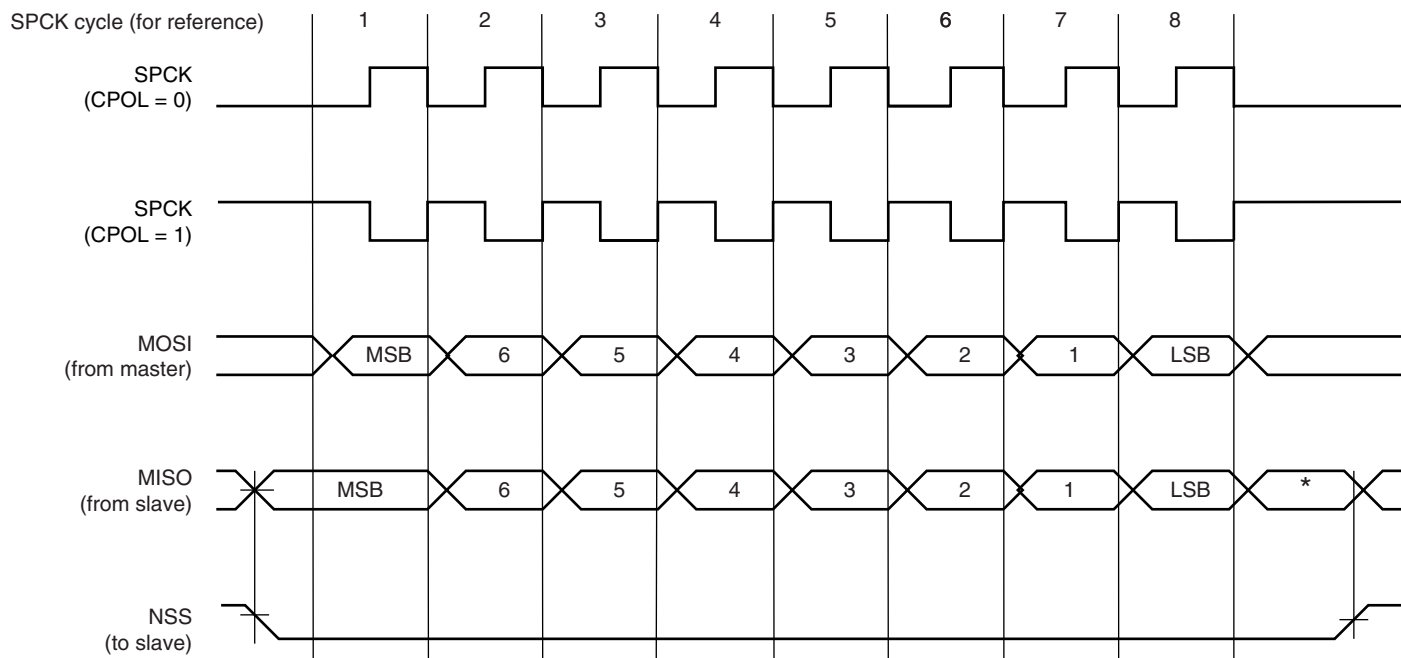 SPCK cycle (for reference) 1 2 3 4 5 6 7 8
SPCK
(CPOL = 0)
SPCK
(CPOL = 1)
MOSI
(from master)
MSB 6 5 4 3 2 1 LSB
MISO
(from slave)
MSB 6 5 4 3 2 1 LSB *
NSS
(to slave)